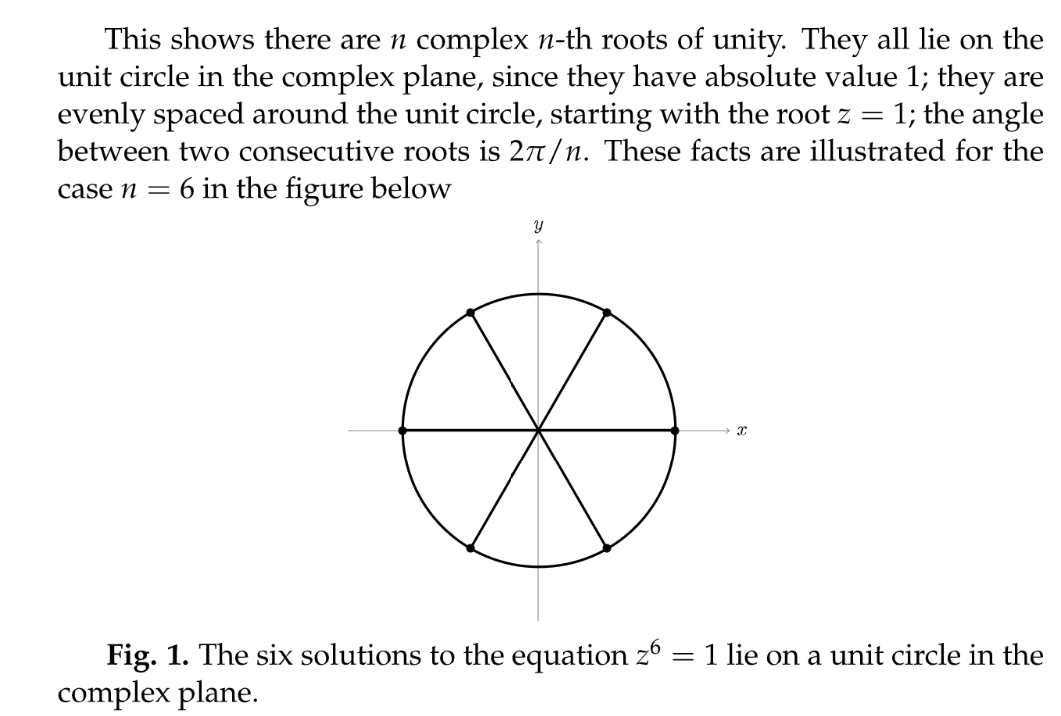 This shows there are n complex n-th roots of unity. They all lie on the
unit circle in the complex plane, since they have absolute value 1; they are
evenly spaced around the unit circle, starting with the root z = 1; the angle
between two consecutive roots is 2π/n. These facts are illustrated for the
case n = 6 in the figure below
y
x
Fig. 1. The six solutions to the equation z⁶ = 1 lie on a unit circle in the
complex plane.